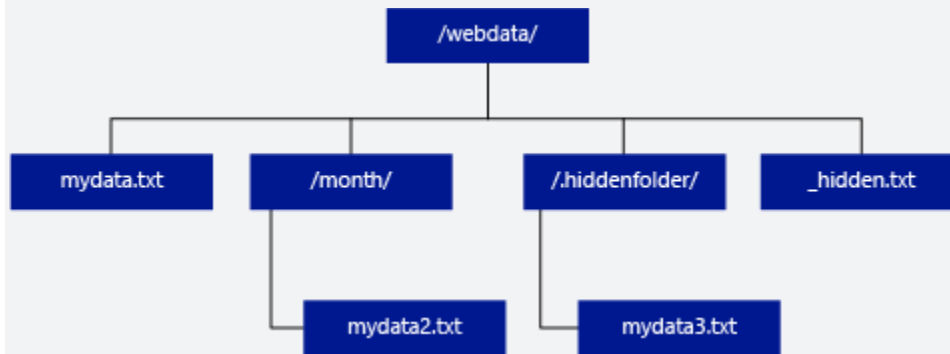 /webdata/
mydata.txt
/month/
/.hiddenfolder/
_hidden.txt
mydata2.txt
mydata3.txt